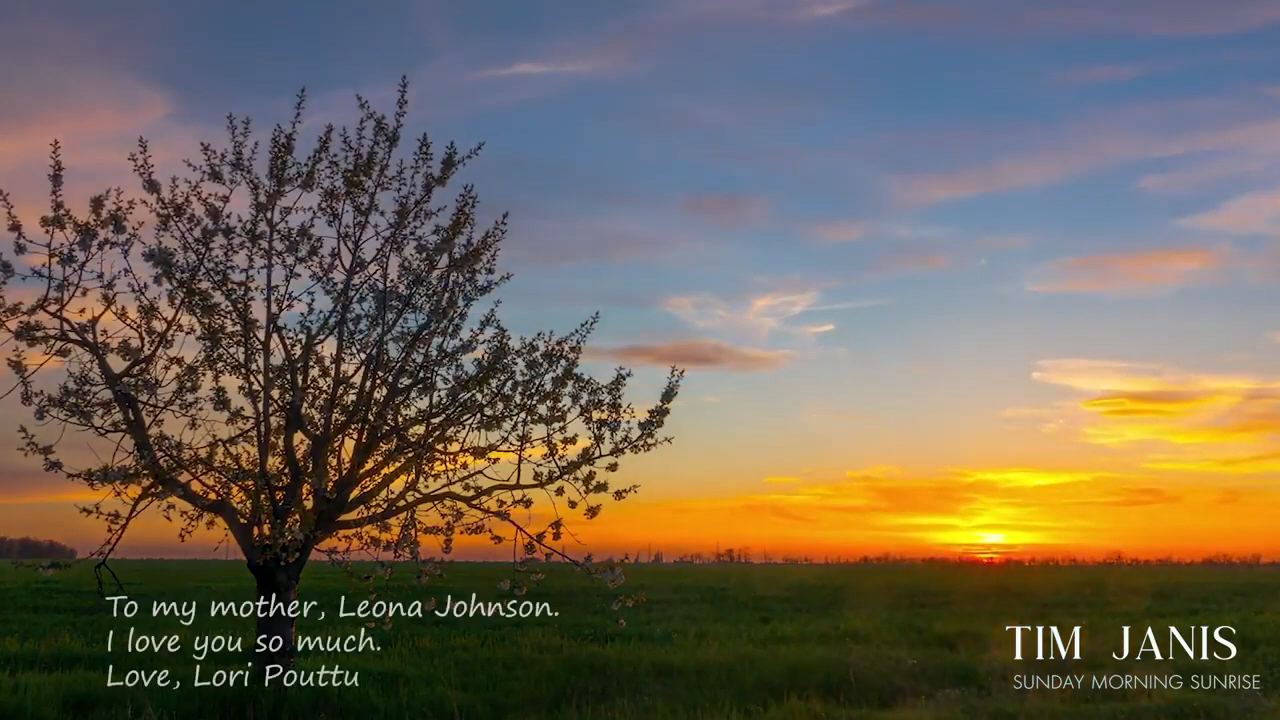 To my mother, Leona Johnson.
I love you so much.
Love, Lori Pouttu
TIM JANIS
SUNDAY MORNING SUNRISE